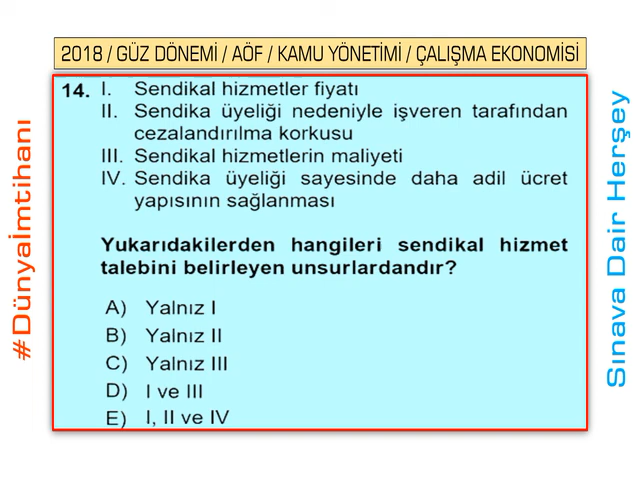 2018 / GÜZ DÖNEMİ / AÖF / KAMU YÖNETİMİ / ÇALIŞMA EKONOMİSİ
#Dünyaİmtihanı
14. I. Sendikal hizmetler fiyatı
II. Sendika üyeliği nedeniyle işveren tarafından
cezalandırılma korkusu
III. Sendikal hizmetlerin maliyeti
IV. Sendika üyeliği sayesinde daha adil ücret
yapısının sağlanması
Yukarıdakilerden hangileri sendikal hizmet
talebini belirleyen unsurlardandır?
A) Yalnız I
B) Yalnız II
C) Yalnız III
D) I ve III
E) I, II ve IV
Sınava Dair Herşey